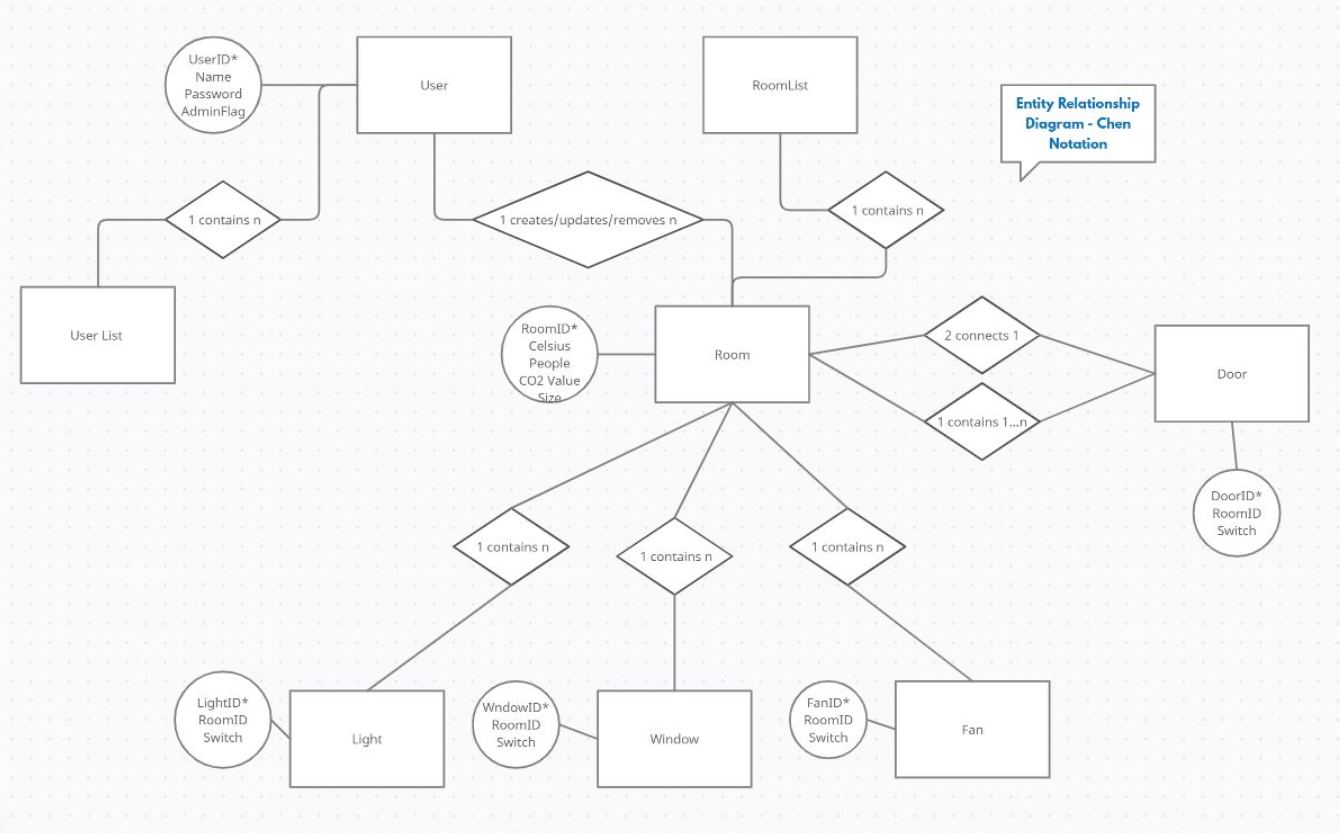 UserID*
Name
Password
AdminFlag
User
RoomList
Entity Relationship
Diagram - Chen
Notation
1 contains n
1 creates/updates/removes n
1 contains n
User List
RoomID*
Celsius
People
CO2 Value
Size
Room
2 connects 1
1 contains 1...n
Door
DoorID*
RoomID
Switch
1 contains n
1 contains n
1 contains n
LightID*
RoomID
Switch
Light
WndowID*
RoomID
Switch
Window
FanID*
RoomID
Switch
Fan